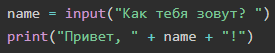 name = input("Как тебя зовут? ")
print("Привет, " + name + "!")